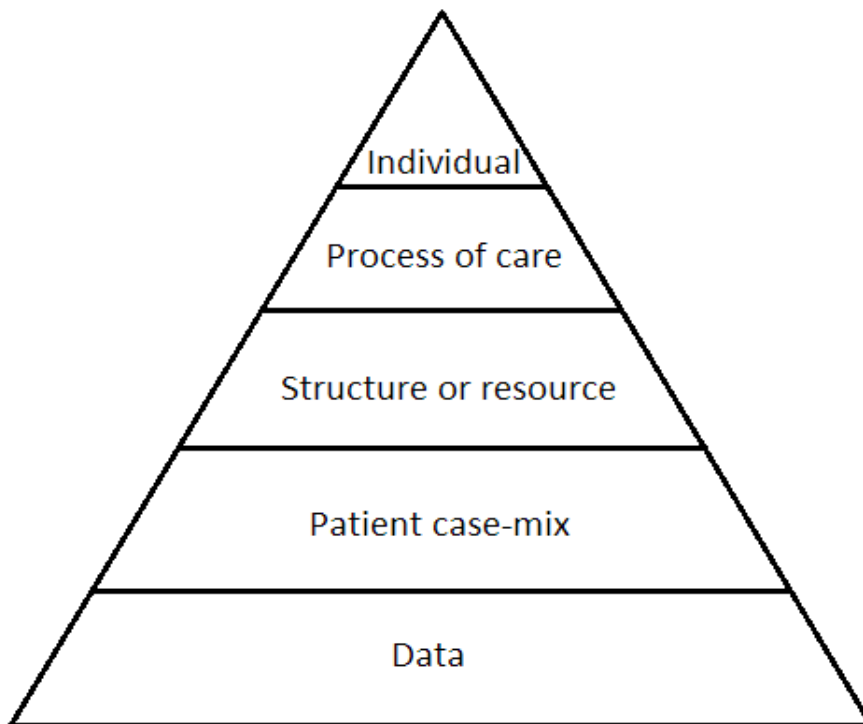 Individual
Process of care
Structure or resource
Patient case-mix
Data